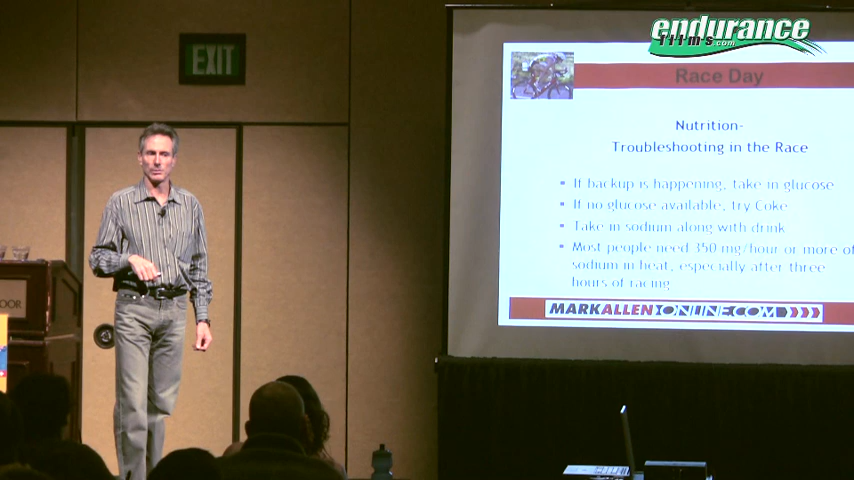 EXIT
endurance
films.com
Race Day
Nutrition-
Troubleshooting in the Race
If backup is happening, take in glucose
If no glucose available, try Coke
Take in sodium along with drink
Most people need 350 mg/hour or more of
sodium in heat, especially after three
hours of racing
MARKALLENONLINE.COM
OOR